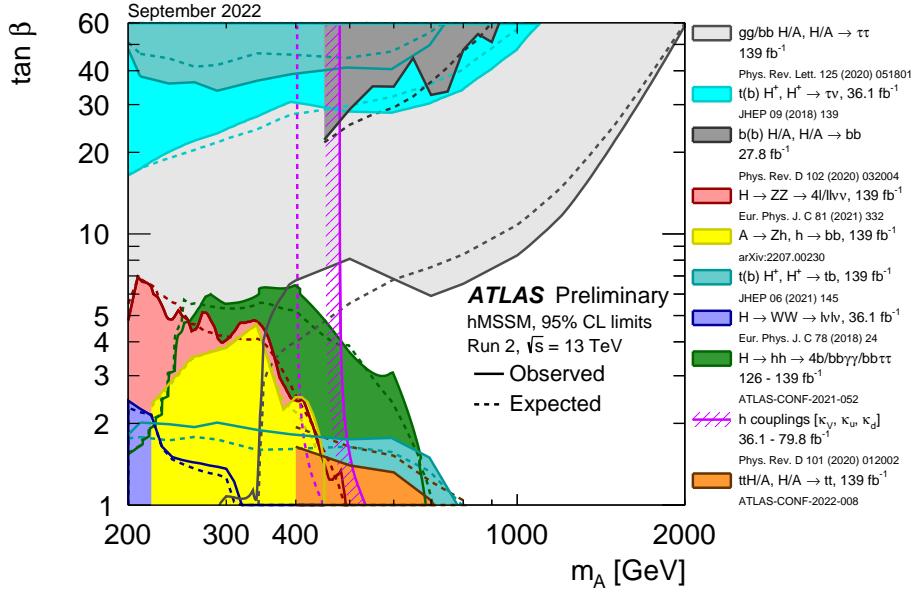 September 2022
tan β
60
40
30
20
10
5
4
3
2
1
200
300
400
1000
2000
m_A [GeV]
ATLAS Preliminary
hMSSM, 95% CL limits
Run 2, √s = 13 TeV
Observed
Expected
gg/bb H/A, H/A → ττ
139 fb⁻¹
Phys. Rev. Lett. 125 (2020) 051801
t(b) H⁺, H⁺ → τν, 36.1 fb⁻¹
JHEP 09 (2018) 139
b(b) H/A, H/A → bb
27.8 fb⁻¹
Phys. Rev. D 102 (2020) 032004
H → ZZ → 4l/llνν, 139 fb⁻¹
Eur. Phys. J. C 81 (2021) 332
A → Zh, h → bb, 139 fb⁻¹
arXiv:2207.00230
t(b) H⁺, H⁺ → tb, 139 fb⁻¹
JHEP 06 (2021) 145
H → WW → lνlν, 36.1 fb⁻¹
Eur. Phys. J. C 78 (2018) 24
H → hh → 4b/bbγγ/bbττ
126 - 139 fb⁻¹
ATLAS-CONF-2021-052
h couplings [κ_V, κ_u, κ_d]
36.1 - 79.8 fb⁻¹
Phys. Rev. D 101 (2020) 012002
ttH/A, H/A → tt, 139 fb⁻¹
ATLAS-CONF-2022-008